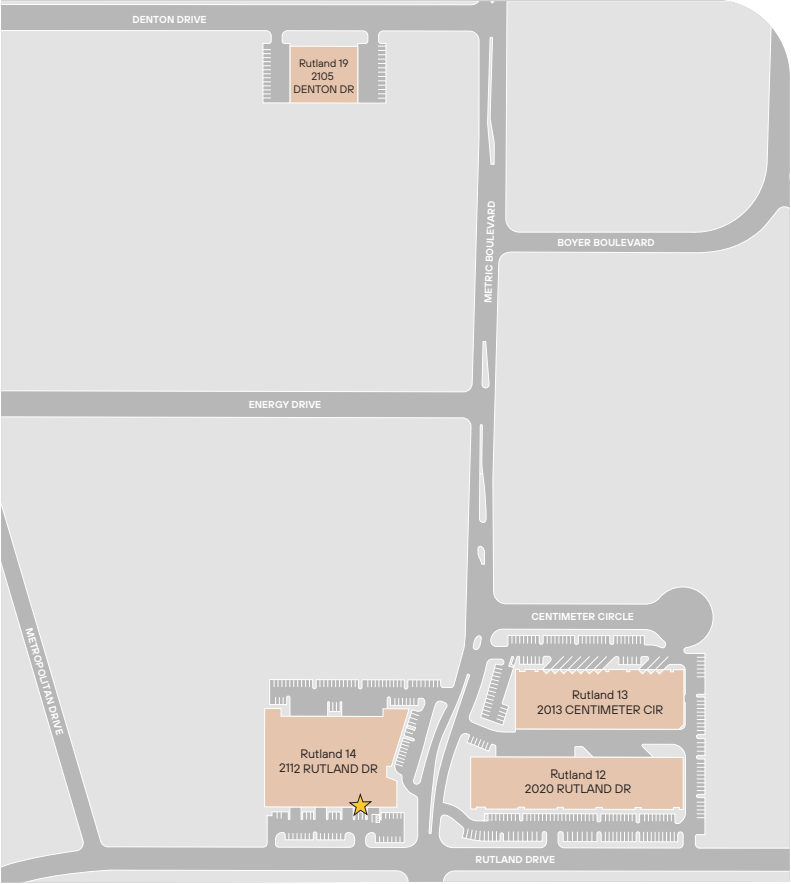 DENTON DRIVE
Rutland 19
2105
DENTON DR
METRIC BOULEVARD
BOYER BOULEVARD
ENERGY DRIVE
CENTIMETER CIRCLE
METROPOLITAN DRIVE
Rutland 13
2013 CENTIMETER CIR
Rutland 14
2112 RUTLAND DR
Rutland 12
2020 RUTLAND DR
RUTLAND DRIVE